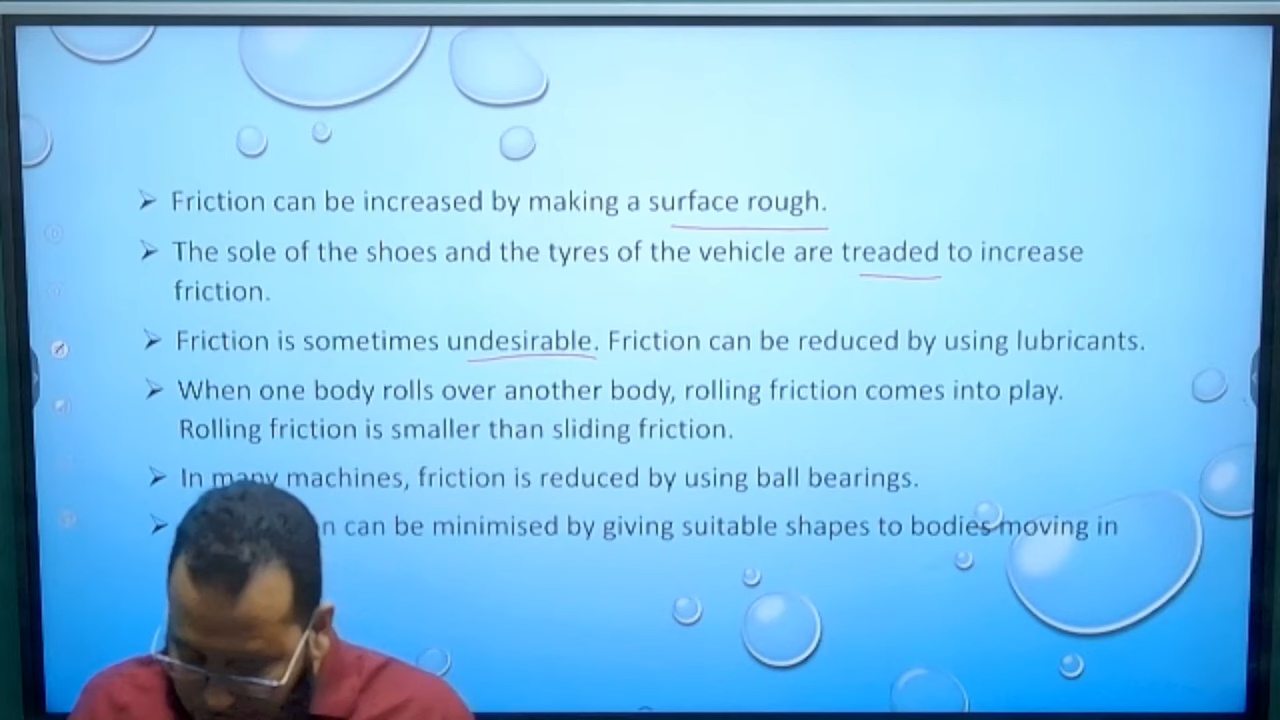 ➢ Friction can be increased by making a surface rough.
➢ The sole of the shoes and the tyres of the vehicle are treaded to increase
friction.
➢ Friction is sometimes undesirable. Friction can be reduced by using lubricants.
➢ When one body rolls over another body, rolling friction comes into play.
Rolling friction is smaller than sliding friction.
➢ In many machines, friction is reduced by using ball bearings.
➢ can be minimised by giving suitable shapes to bodies moving in